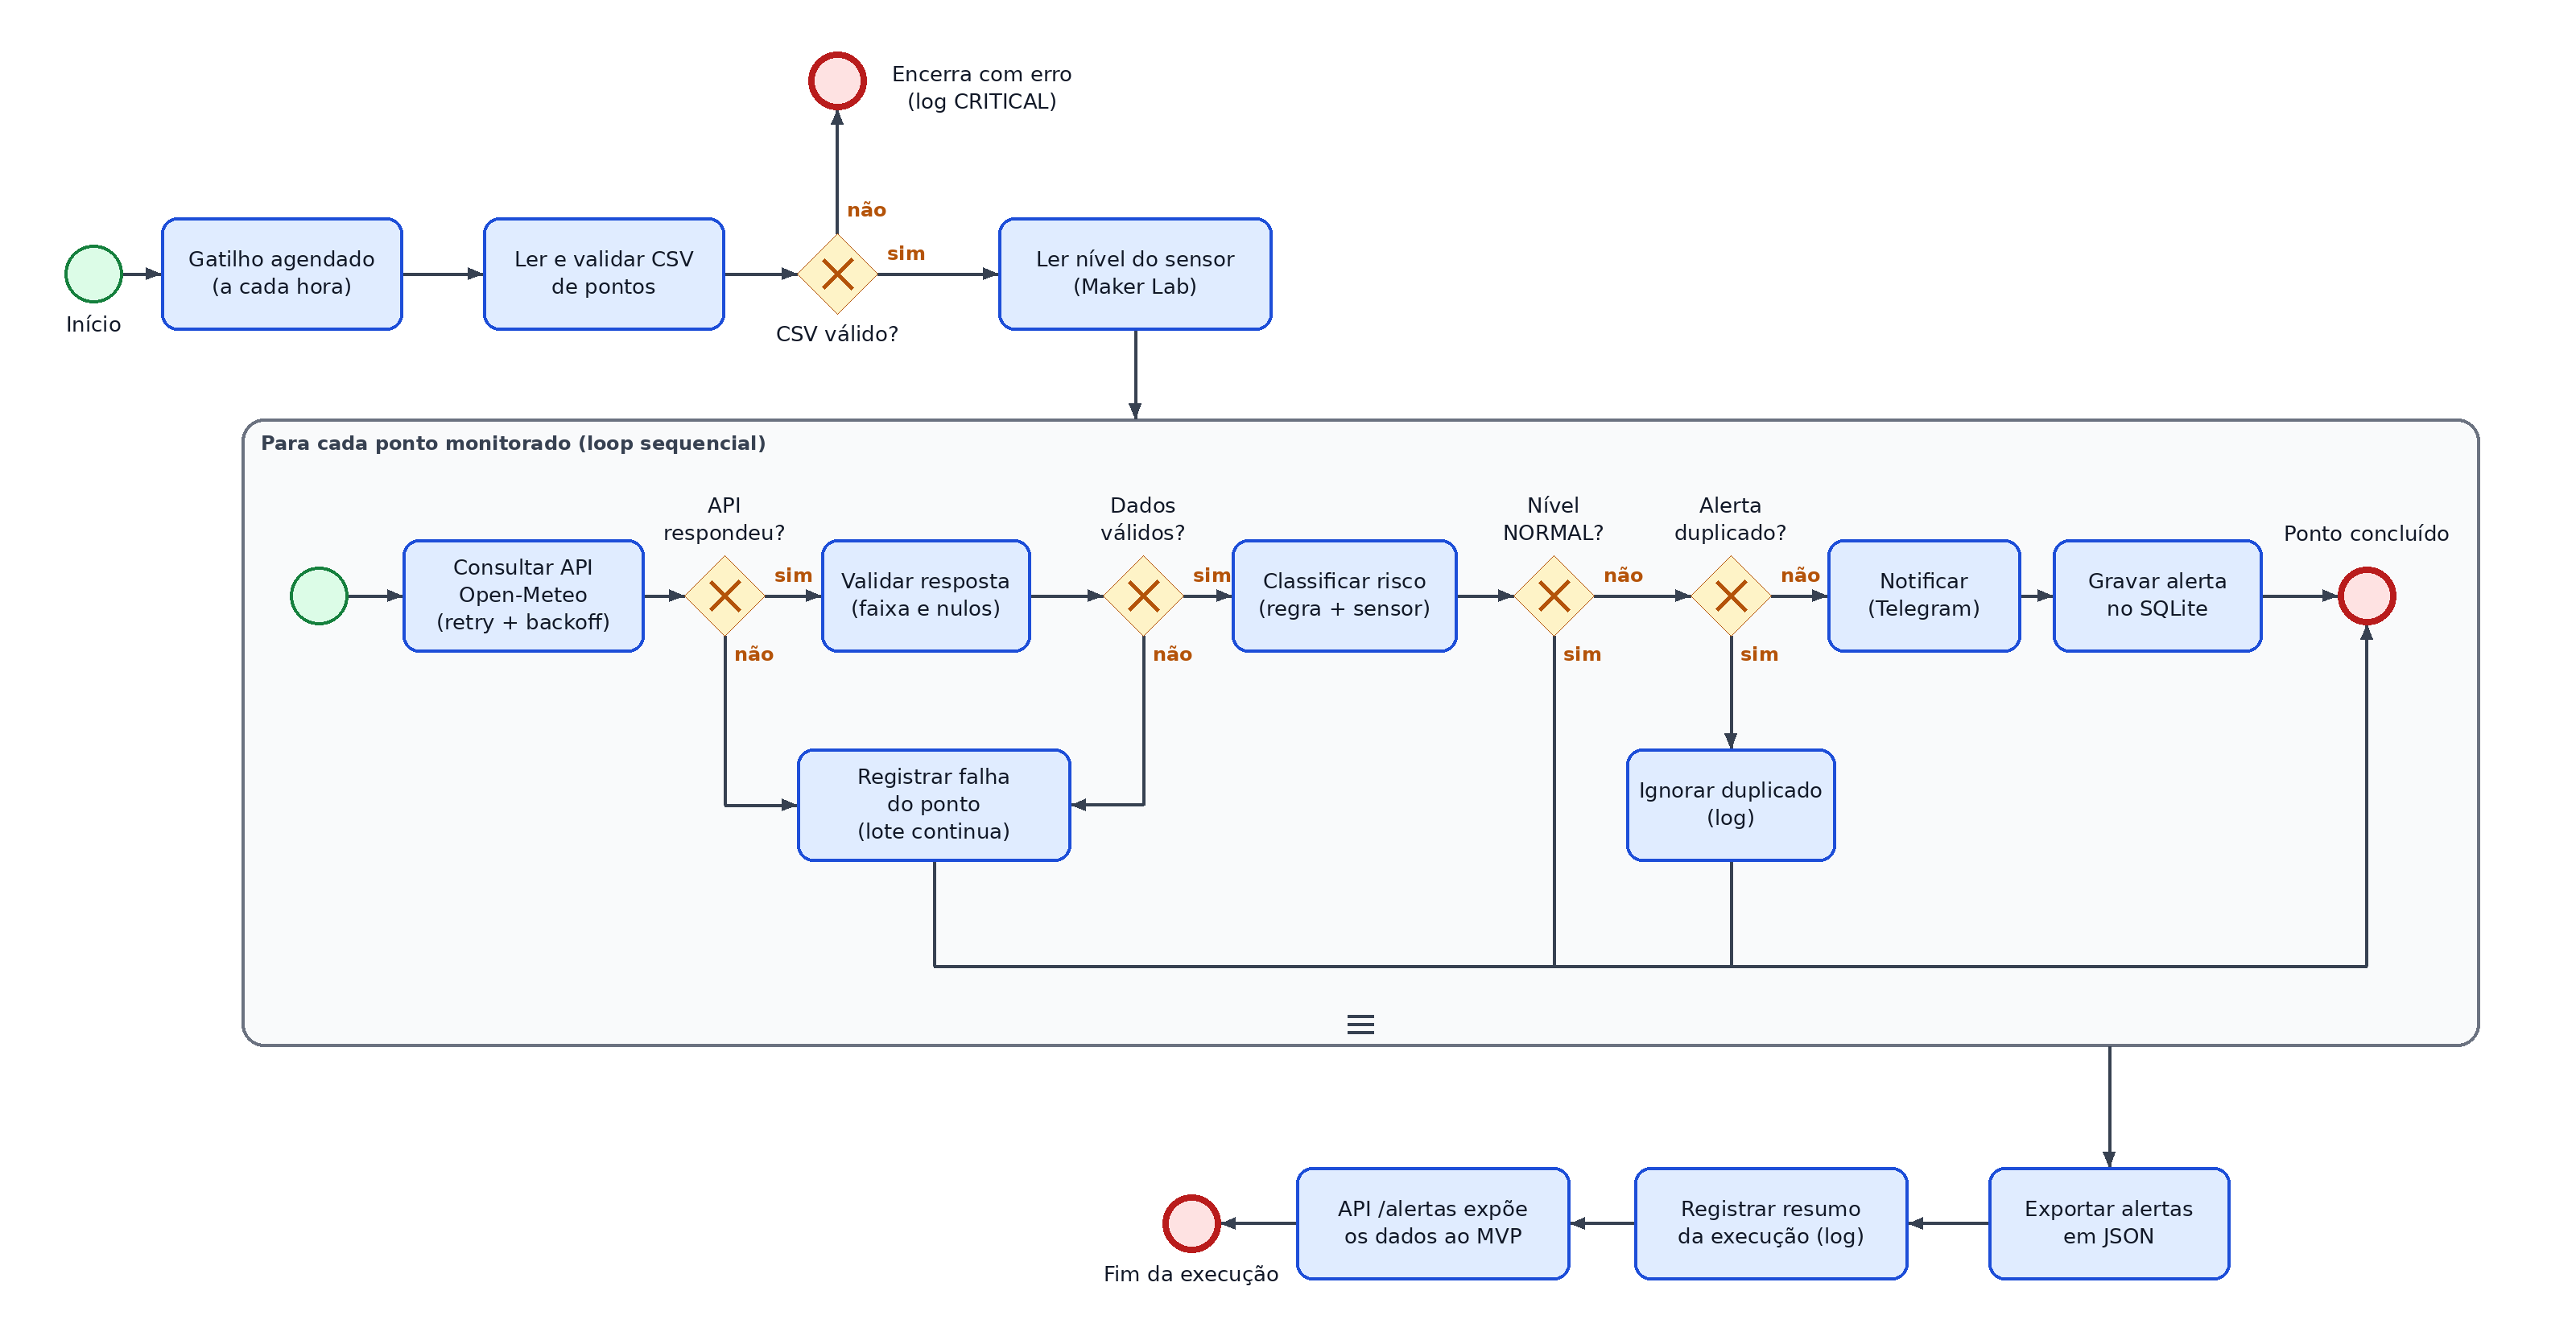 Encerra com erro
(log CRITICAL)
não
sim
Início
Gatilho agendado
(a cada hora)
Ler e validar CSV
de pontos
CSV válido?
Ler nível do sensor
(Maker Lab)
Para cada ponto monitorado (loop sequencial)
Consultar API
Open-Meteo
(retry + backoff)
API
respondeu?
sim
não
Validar resposta
(faixa e nulos)
Dados
válidos?
sim
não
Classificar risco
(regra + sensor)
Nível
NORMAL?
não
sim
Alerta
duplicado?
não
sim
Notificar
(Telegram)
Gravar alerta
no SQLite
Ponto concluído
Registrar falha
do ponto
(lote continua)
Ignorar duplicado
(log)
Fim da execução
API /alertas expõe
os dados ao MVP
Registrar resumo
da execução (log)
Exportar alertas
em JSON